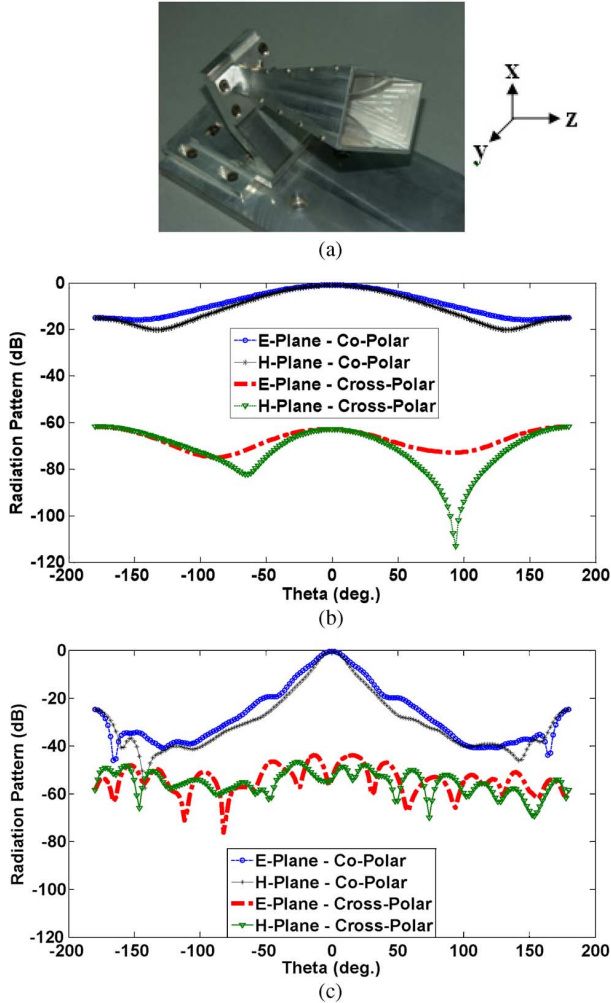 x
z
y
(a)
0
-20
-40
-60
-80
-100
-120
Radiation Pattern (dB)
E-Plane - Co-Polar
H-Plane - Co-Polar
E-Plane - Cross-Polar
H-Plane - Cross-Polar
-200 -150 -100 -50 0 50 100 150 200
Theta (deg.)
(b)
0
-20
-40
-60
-80
-100
-120
Radiation Pattern (dB)
E-Plane - Co-Polar
H-Plane - Co-Polar
E-Plane - Cross-Polar
H-Plane - Cross-Polar
-200 -150 -100 -50 0 50 100 150 200
Theta (deg.)
(c)